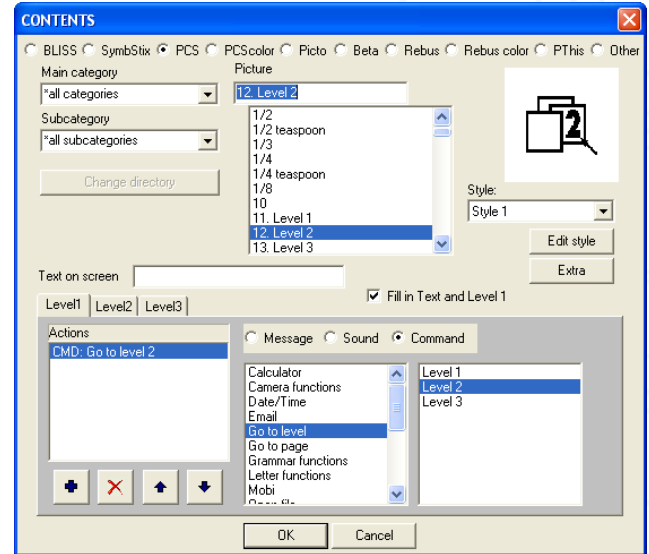 CONTENTS
BLISS SymbStix PCS PCScolor Picto Beta Rebus Rebus color PThis Other
Main category
*all categories
Subcategory
*all subcategories
Change directory
Picture
12. Level 2
1/2
1/2 teaspoon
1/3
1/4
1/4 teaspoon
1/8
10
11. Level 1
12. Level 2
13. Level 3
2
Style:
Style 1
Edit style
Extra
Text on screen
Fill in Text and Level 1
Level1 Level2 Level3
Actions
CMD: Go to level 2
Message Sound Command
Calculator
Camera functions
Date/Time
Email
Go to level
Go to page
Grammar functions
Letter functions
Mobi
Open file
Level 1
Level 2
Level 3
OK Cancel